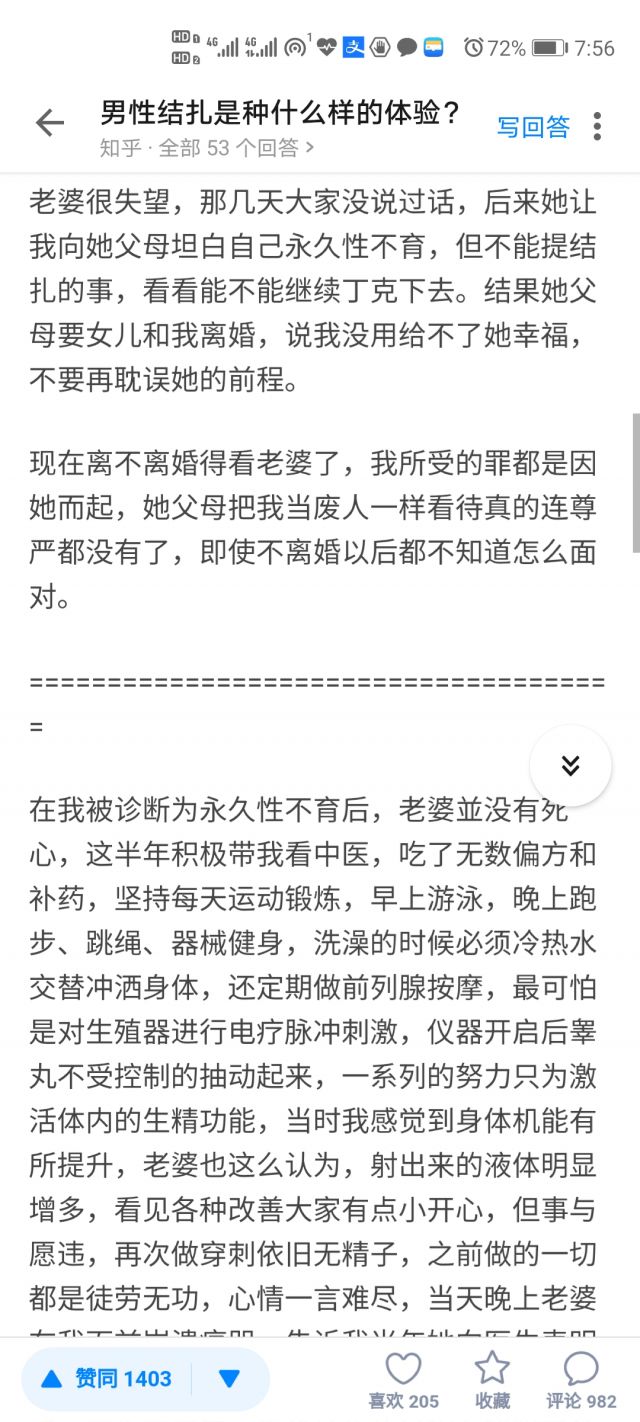 HD 1 4G 4G 1 72% 7:56
HD 2
男性结扎是种什么样的体验？
知乎 · 全部 53 个回答 >
写回答
老婆很失望，那几天大家没说过话，后来她让
我向她父母坦白自己永久性不育，但不能提结
扎的事，看看能不能继续丁克下去。结果她父
母要女儿和我离婚，说我没用给不了她幸福，
不要再耽误她的前程。
现在离不离婚得看老婆了，我所受的罪都是因
她而起，她父母把我当废人一样看待真的连尊
严都没有了，即使不离婚以后都不知道怎么面
对。
=====================================
=
在我被诊断为永久性不育后，老婆並没有死
心，这半年积极带我看中医，吃了无数偏方和
补药，坚持每天运动锻炼，早上游泳，晚上跑
步、跳绳、器械健身，洗澡的时候必须冷热水
交替冲洒身体，还定期做前列腺按摩，最可怕
是对生殖器进行电疗脉冲刺激，仪器开启后睾
丸不受控制的抽动起来，一系列的努力只为激
活体内的生精功能，当时我感觉到身体机能有
所提升，老婆也这么认为，射出来的液体明显
增多，看见各种改善大家有点小开心，但事与
愿违，再次做穿刺依旧无精子，之前做的一切
都是徒劳无功，心情一言难尽，当天晚上老婆
赞同 1403
喜欢 205
收藏
评论 982